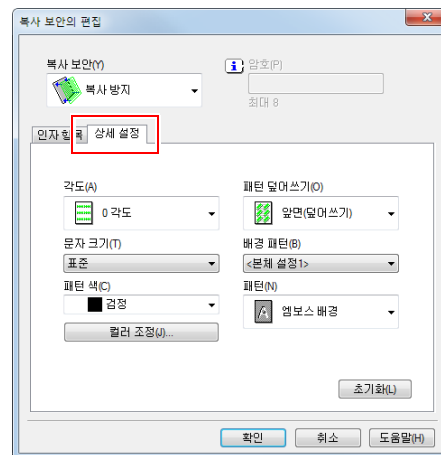 복사 보안의 편집
복사 보안(Y)
암호(P)
복사 방지
최대 8
인자 항목
상세 설정
각도(A)
패턴 덮어쓰기(O)
0 각도
앞면(덮어쓰기)
문자 크기(T)
배경 패턴(B)
표준
<본체 설정1>
패턴 색(C)
패턴(N)
검정
엠보스 배경
컬러 조정(J)...
초기화(L)
확인
취소
도움말(H)